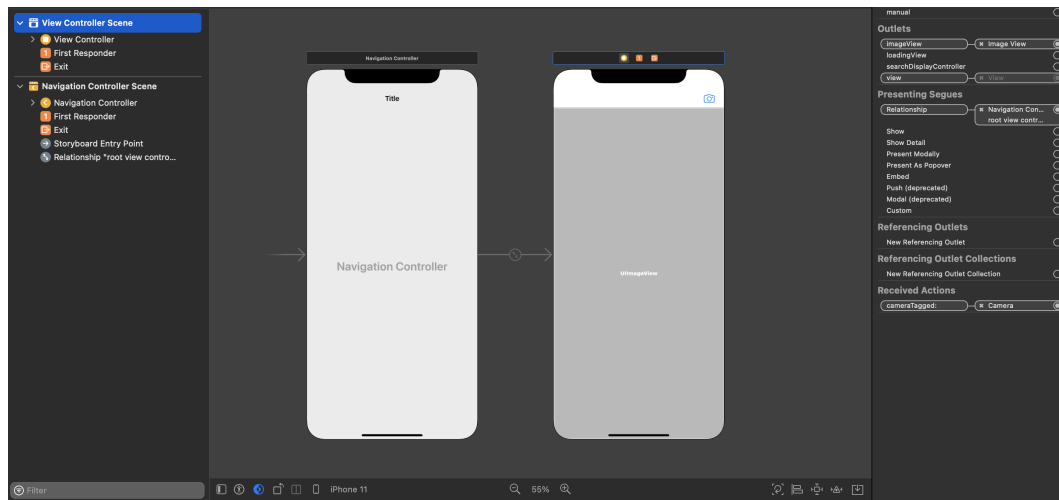 View Controller Scene
View Controller
First Responder
Exit
Navigation Controller Scene
Navigation Controller
First Responder
Exit
Storyboard Entry Point
Relationship "root view contro...
Filter
Navigation Controller
Title
Navigation Controller
UIImageView
iPhone 11
55%
manual
Outlets
imageView Image View
loadingView
searchDisplayController
view View
Presenting Segues
Relationship Navigation Con...
root view contr...
Show
Show Detail
Present Modally
Present As Popover
Embed
Push (deprecated)
Modal (deprecated)
Custom
Referencing Outlets
New Referencing Outlet
Referencing Outlet Collections
New Referencing Outlet Collection
Received Actions
cameraTagged: Camera